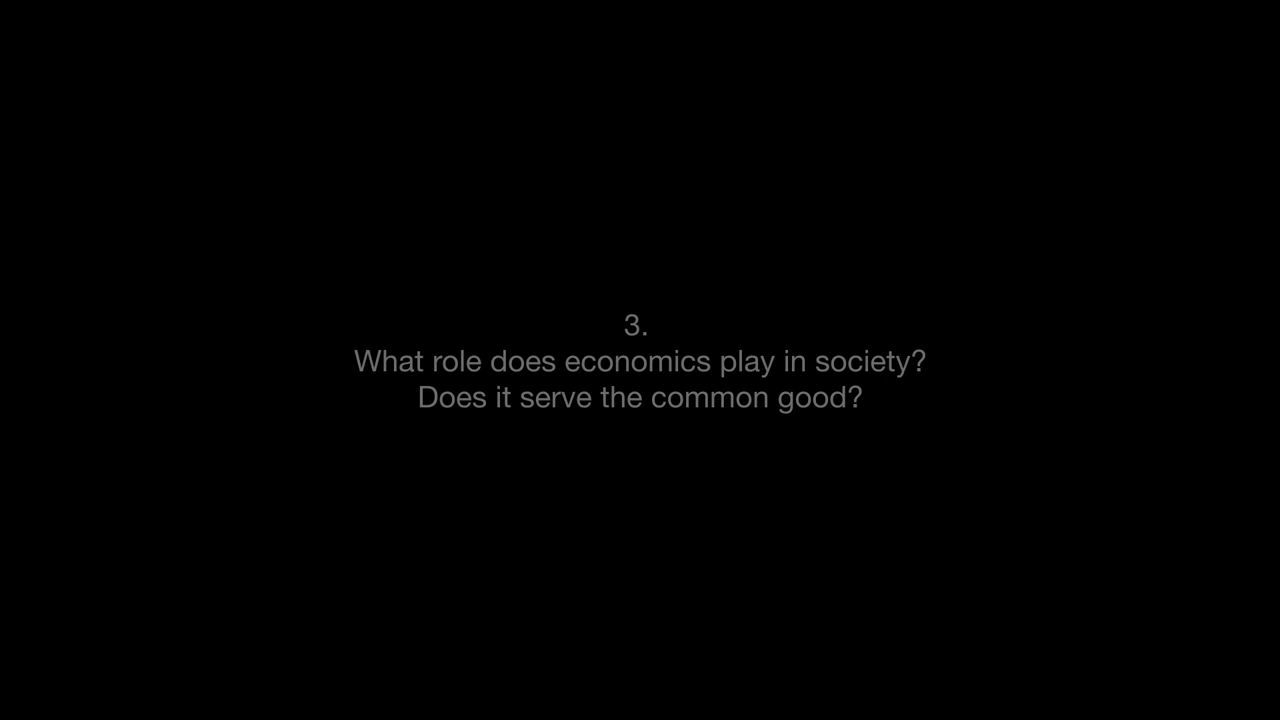 3.
What role does economics play in society?
Does it serve the common good?